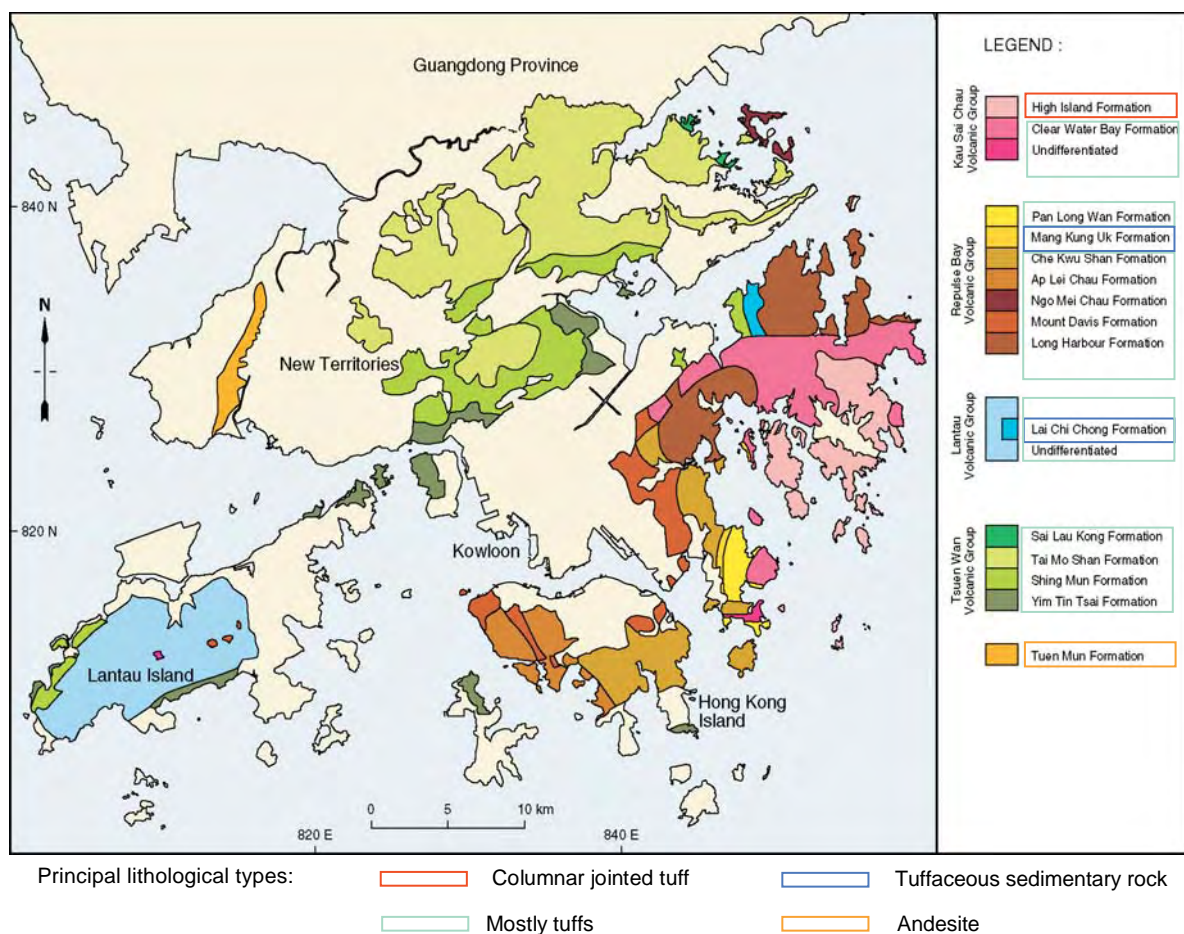 Guangdong Province
840 N
N
New Territories
820 N
Kowloon
Lantau Island
Hong Kong
Island
0 5 10 km
820 E
840 E
LEGEND :
Kau Sai Chau
Volcanic Group
High Island Formation
Clear Water Bay Formation
Undifferentiated
Repulse Bay
Volcanic Group
Pan Long Wan Formation
Mang Kung Uk Formation
Che Kwu Shan Formation
Ap Lei Chau Formation
Ngo Mei Chau Formation
Mount Davis Formation
Long Harbour Formation
Lantau
Volcanic Group
Lai Chi Chong Formation
Undifferentiated
Tsuen Wan
Volcanic Group
Sai Lau Kong Formation
Tai Mo Shan Formation
Shing Mun Formation
Yim Tin Tsai Formation
Tuen Mun Formation
Principal lithological types:
Columnar jointed tuff
Tuffaceous sedimentary rock
Mostly tuffs
Andesite